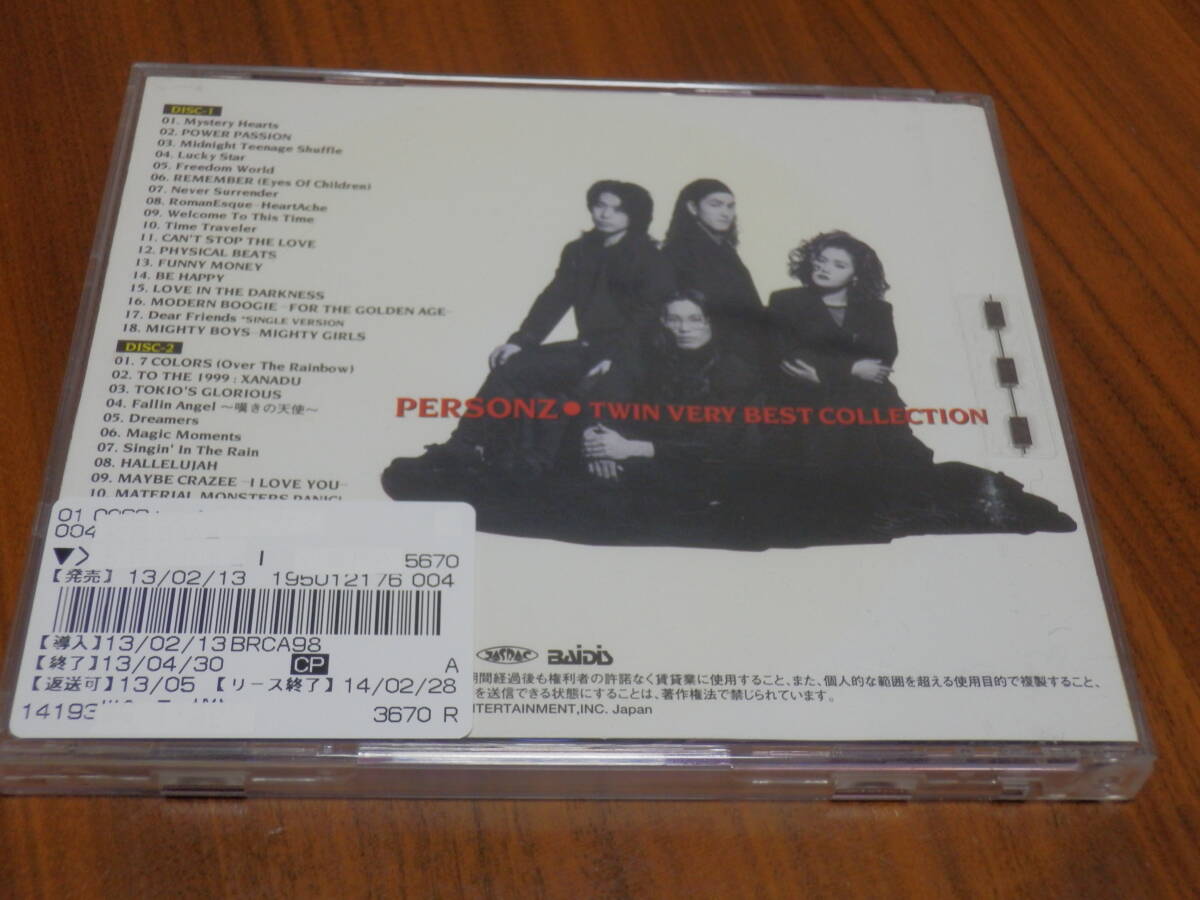 DISC-1
01. Mystery Hearts
02. POWER PASSION
03. Midnight Teenage Shuffle
04. Lucky Star
05. Freedom World
06. REMEMBER (Eyes Of Children)
07. Never Surrender
08. RomanEsque-HeartAche
09. Welcome To This Time
10. Time Traveler
11. CAN'T STOP THE LOVE
12. PHYSICAL BEATS
13. FUNNY MONEY
14. BE HAPPY
15. LOVE IN THE DARKNESS
16. MODERN BOOGIE -FOR THE GOLDEN AGE-
17. Dear Friends *SINGLE VERSION
18. MIGHTY BOYS-MIGHTY GIRLS
DISC-2
01. 7 COLORS (Over The Rainbow)
02. TO THE 1999 : XANADU
03. TOKIO'S GLORIOUS
04. Fallin Angel ～嘆きの天使～
05. Dreamers
06. Magic Moments
07. Singin' In The Rain
08. HALLELUJAH
09. MAYBE CRAZEE -I LOVE YOU-
10. MATERIAL MONSTERS PANIC!
PERSONZ● TWIN VERY BEST COLLECTION
01
004
5670
【発売】 13/02/13 195012176 004
【導入】13/02/13BRCA98
【終了】13/04/30 CP A
【返送可】13/05 【リース終了】14/02/28
14193 3670 R
JASRAC BAIDIS
期間経過後も権利者の許諾なく賃貸業に使用すること、また、個人的な範囲を超える使用目的で複製すること、
を送信できる状態にすることは、著作権法で禁じられています。
NTERTAINMENT,INC. Japan